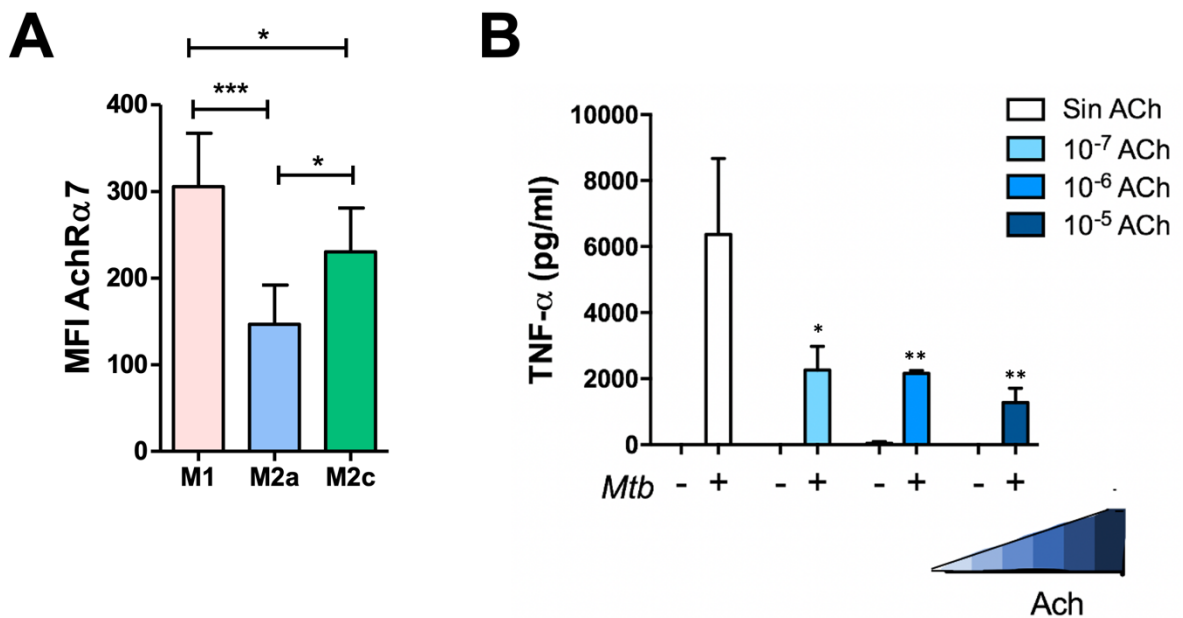 A
*
***
*
400
300
200
100
0
MFI AchRα7
M1 M2a M2c
B
Sin ACh
10⁻⁷ ACh
10⁻⁶ ACh
10⁻⁵ ACh
10000
8000
6000
4000
2000
0
TNF-α (pg/ml)
* ** **
Mtb - + - + - + - +
Ach